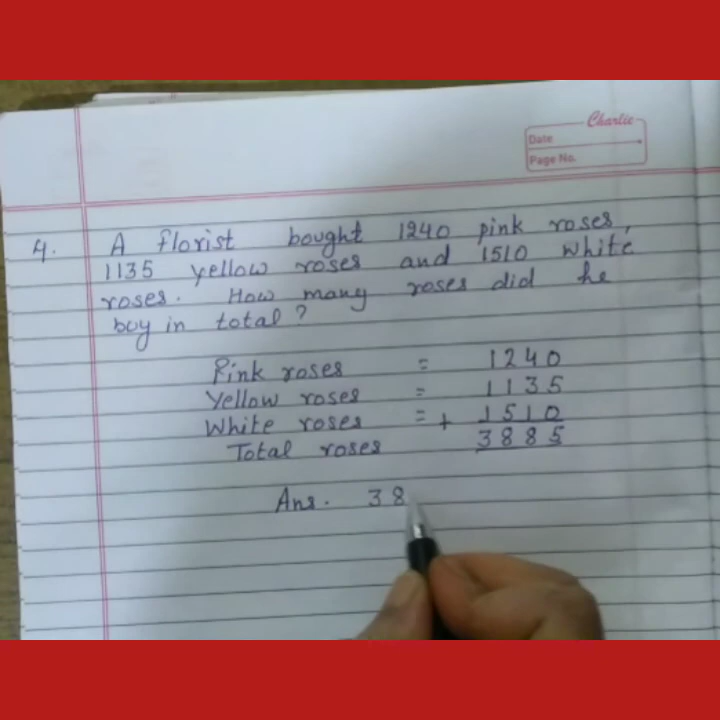 Charlie
Date
Page No.
4. A florist bought 1240 pink roses,
1135 yellow roses and 1510 white
roses. How many roses did he
buy in total?
Pink roses = 1240
Yellow roses = 1135
White roses = + 1510
Total roses 3885
Ans. 38